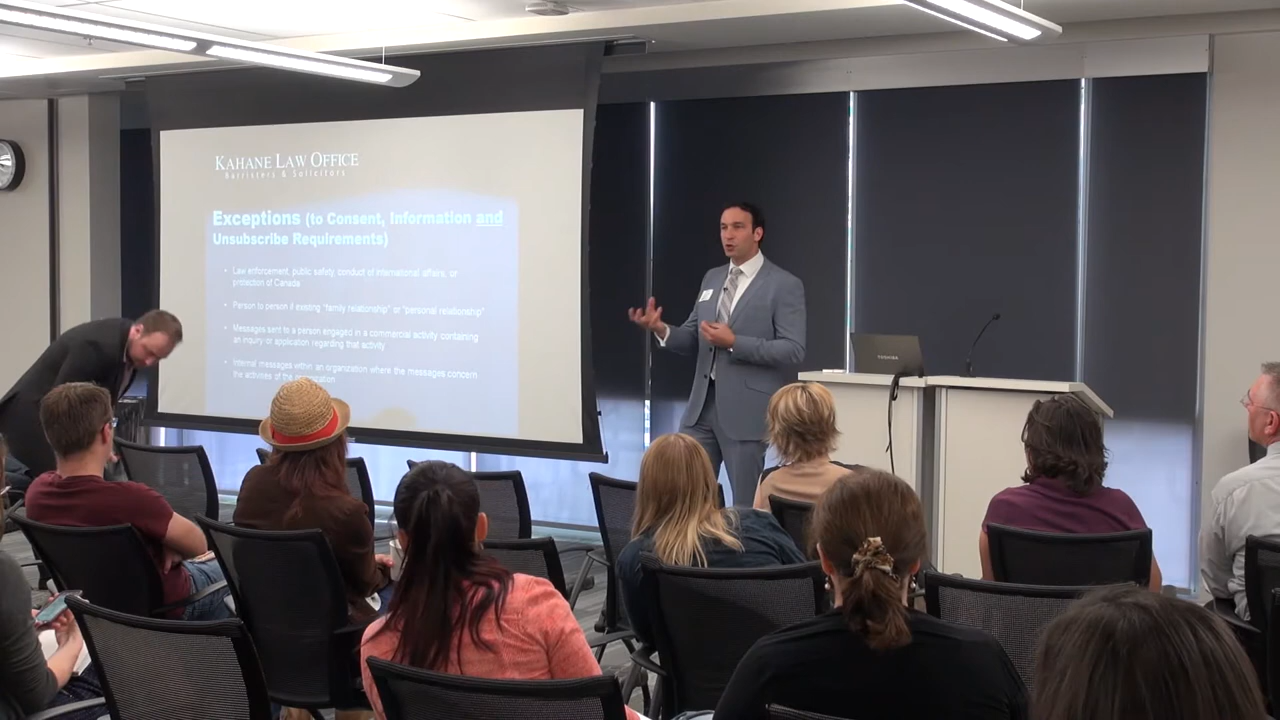 KAHANE LAW OFFICE
Barristers & Solicitors
Exceptions (to Consent, Information and
Unsubscribe Requirements)
• Law enforcement, public safety, conduct of international affairs, or
protection of Canada
• Person to person if existing "family relationship" or "personal relationship"
• Messages sent to a person engaged in a commercial activity containing
an inquiry or application regarding that activity
• Internal messages within an organization where the messages concern
the activities of the organization
TOSHIBA